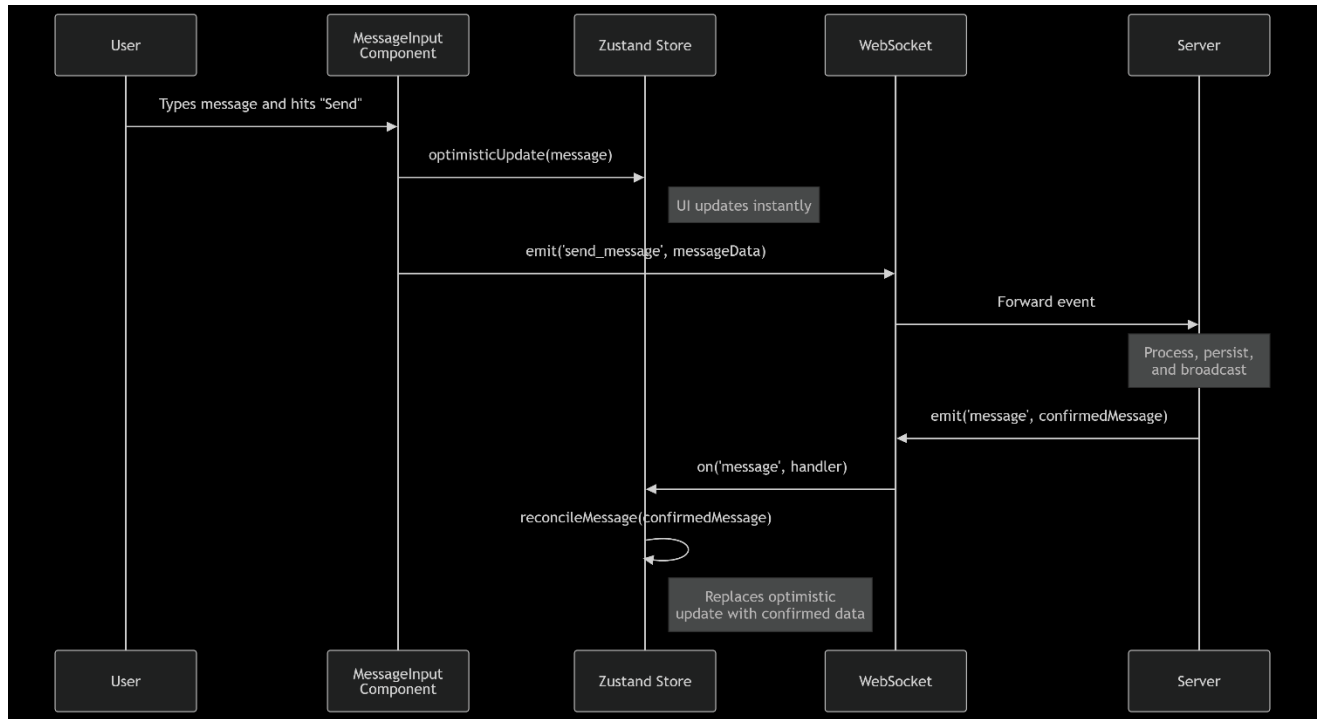 User
MessageInput
Component
Zustand Store
WebSocket
Server
Types message and hits "Send"
optimisticUpdate(message)
UI updates instantly
emit('send_message', messageData)
Forward event
Process, persist,
and broadcast
emit('message', confirmedMessage)
on('message', handler)
reconcileMessage(confirmedMessage)
Replaces optimistic
update with confirmed data
User
MessageInput
Component
Zustand Store
WebSocket
Server